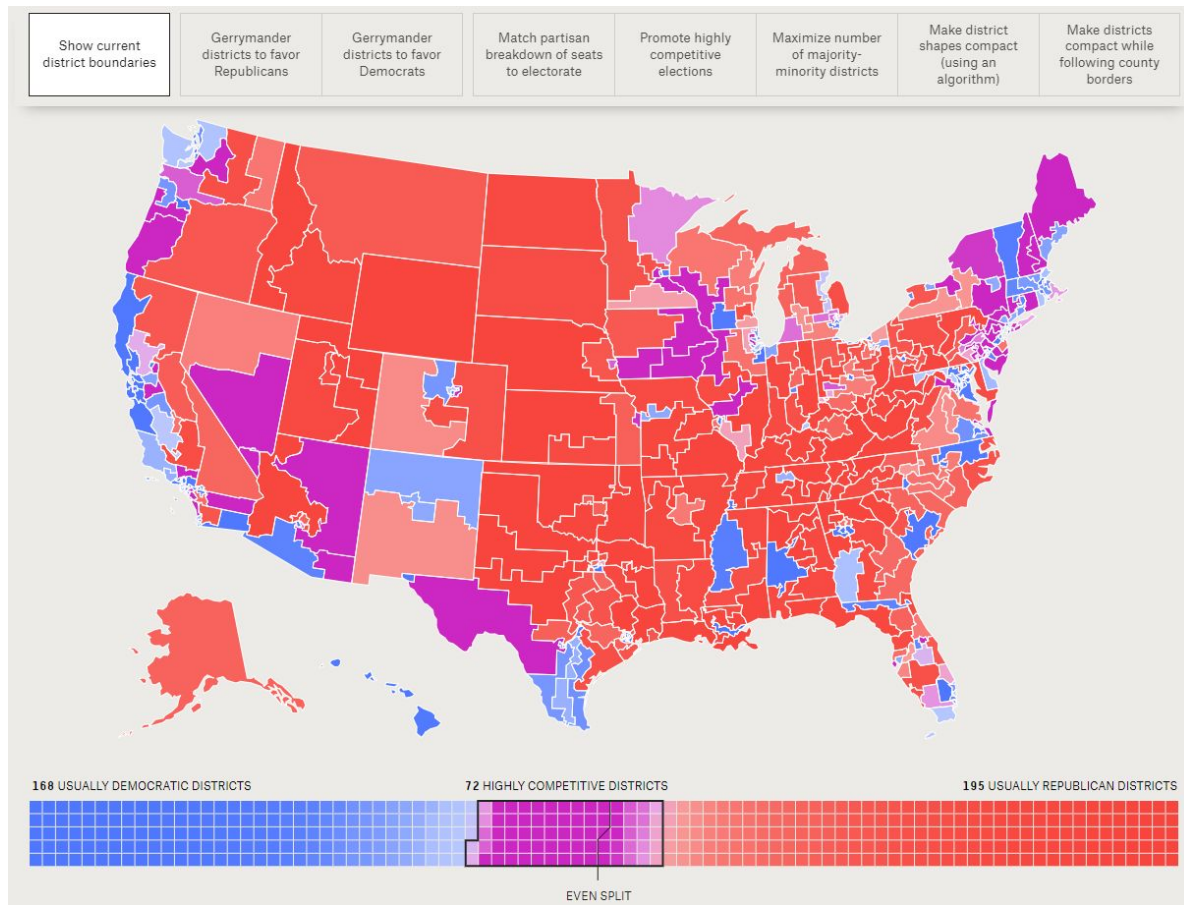 Show current
district boundaries
Gerrymander
districts to favor
Republicans
Gerrymander
districts to favor
Democrats
Match partisan
breakdown of seats
to electorate
Promote highly
competitive
elections
Maximize number
of majority-
minority districts
Make district
shapes compact
(using an
algorithm)
Make districts
compact while
following county
borders
168 USUALLY DEMOCRATIC DISTRICTS
72 HIGHLY COMPETITIVE DISTRICTS
195 USUALLY REPUBLICAN DISTRICTS
EVEN SPLIT